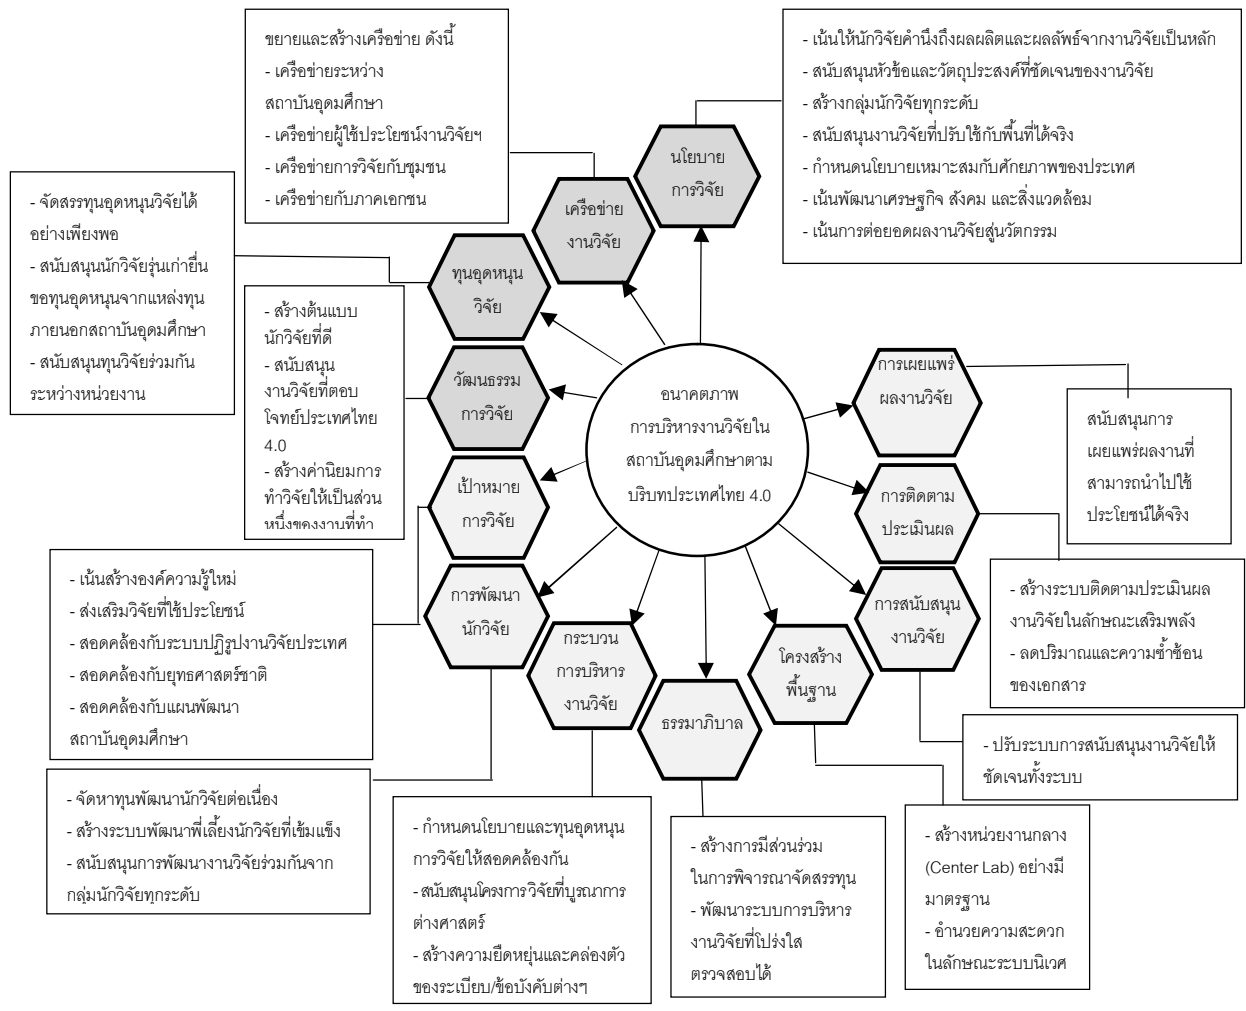 ขยายและสร้างเครือข่าย ดังนี้
- เครือข่ายระหว่าง
สถาบันอุดมศึกษา
- เครือข่ายผู้ใช้ประโยชน์งานวิจัยฯ
- เครือข่ายการวิจัยกับชุมชน
- เครือข่ายกับภาคเอกชน
- เน้นให้นักวิจัยคำนึงถึงผลผลิตและผลลัพธ์จากงานวิจัยเป็นหลัก
- สนับสนุนหัวข้อและวัตถุประสงค์ที่ชัดเจนของงานวิจัย
- สร้างกลุ่มนักวิจัยทุกระดับ
- สนับสนุนงานวิจัยที่ปรับใช้กับพื้นที่ได้จริง
- กำหนดนโยบายเหมาะสมกับศักยภาพของประเทศ
- เน้นพัฒนาเศรษฐกิจ สังคม และสิ่งแวดล้อม
- เน้นการต่อยอดผลงานวิจัยสู่นวัตกรรม
นโยบาย
การวิจัย
เครือข่าย
งานวิจัย
- จัดสรรทุนอุดหนุนวิจัยได้
อย่างเพียงพอ
- สนับสนุนนักวิจัยรุ่นเก่ายื่น
ขอทุนอุดหนุนจากแหล่งทุน
ภายนอกสถาบันอุดมศึกษา
- สนับสนุนทุนวิจัยร่วมกัน
ระหว่างหน่วยงาน
ทุนอุดหนุน
วิจัย
- สร้างต้นแบบ
นักวิจัยที่ดี
- สนับสนุน
งานวิจัยที่ตอบ
โจทย์ประเทศไทย
4.0
- สร้างค่านิยมการ
ทำวิจัยให้เป็นส่วน
หนึ่งของงานที่ทำ
วัฒนธรรม
การวิจัย
อนาคตภาพ
การบริหารงานวิจัยใน
สถาบันอุดมศึกษาตาม
บริบทประเทศไทย 4.0
การเผยแพร่
ผลงานวิจัย
สนับสนุนการ
เผยแพร่ผลงานที่
สามารถนำไปใช้
ประโยชน์ได้จริง
เป้าหมาย
การวิจัย
การติดตาม
ประเมินผล
- เน้นสร้างองค์ความรู้ใหม่
- ส่งเสริมวิจัยที่ใช้ประโยชน์
- สอดคล้องกับระบบปฏิรูปงานวิจัยประเทศ
- สอดคล้องกับยุทธศาสตร์ชาติ
- สอดคล้องกับแผนพัฒนา
สถาบันอุดมศึกษา
การพัฒนา
นักวิจัย
กระบวน
การบริหาร
งานวิจัย
ธรรมาภิบาล
โครงสร้าง
พื้นฐาน
การสนับสนุน
งานวิจัย
- สร้างระบบติดตามประเมินผล
งานวิจัยในลักษณะเสริมพลัง
- ลดปริมาณและความซ้ำซ้อน
ของเอกสาร
- ปรับระบบการสนับสนุนงานวิจัยให้
ชัดเจนทั้งระบบ
- จัดหาทุนพัฒนานักวิจัยต่อเนื่อง
- สร้างระบบพัฒนาพี่เลี้ยงนักวิจัยที่เข้มแข็ง
- สนับสนุนการพัฒนางานวิจัยร่วมกันจาก
กลุ่มนักวิจัยทุกระดับ
- กำหนดนโยบายและทุนอุดหนุน
การวิจัยให้สอดคล้องกัน
- สนับสนุนโครงการวิจัยที่บูรณาการ
ต่างศาสตร์
- สร้างความยืดหยุ่นและคล่องตัว
ของระเบียบ/ข้อบังคับต่างๆ
- สร้างการมีส่วนร่วม
ในการพิจารณาจัดสรรทุน
- พัฒนาระบบการบริหาร
งานวิจัยที่โปร่งใส
ตรวจสอบได้
- สร้างหน่วยงานกลาง
(Center Lab) อย่างมี
มาตรฐาน
- อำนวยความสะดวก
ในลักษณะระบบนิเวศ